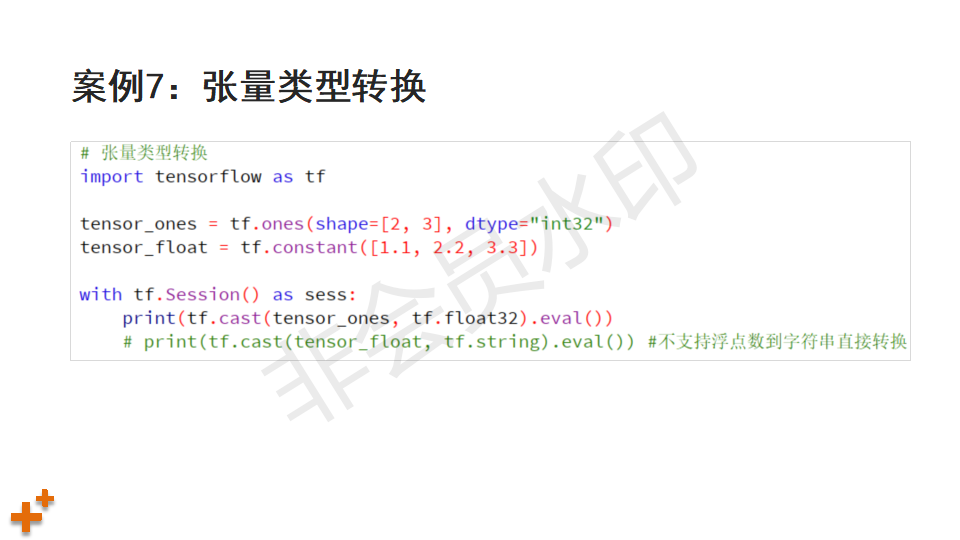 案例7：张量类型转换
# 张量类型转换
import tensorflow as tf
tensor_ones = tf.ones(shape=[2, 3], dtype="int32")
tensor_float = tf.constant([1.1, 2.2, 3.3])
with tf.Session() as sess:
    print(tf.cast(tensor_ones, tf.float32).eval())
    # print(tf.cast(tensor_float, tf.string).eval()) #不支持浮点数到字符串直接转换
非会员水印